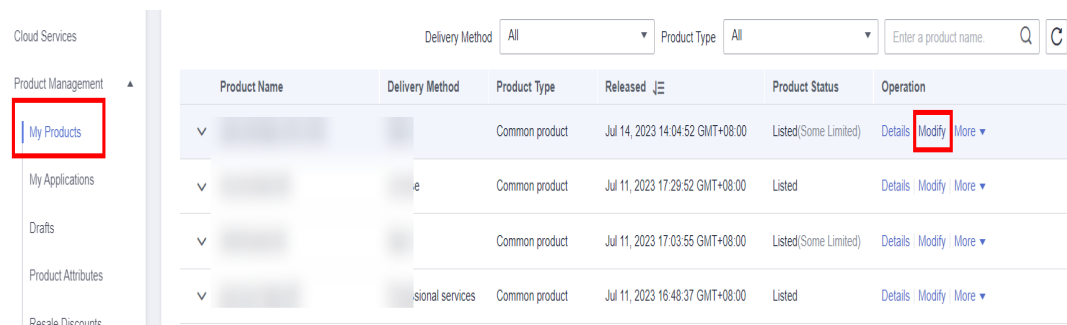 Cloud Services
Product Management
My Products
My Applications
Drafts
Product Attributes
Resale Discounts
Delivery Method All Product Type All Enter a product name.
Product Name Delivery Method Product Type Released Product Status Operation
Common product Jul 14, 2023 14:04:52 GMT+08:00 Listed(Some Limited) Details Modify More
Common product Jul 11, 2023 17:29:52 GMT+08:00 Listed Details Modify More
Common product Jul 11, 2023 17:03:55 GMT+08:00 Listed(Some Limited) Details Modify More
services Common product Jul 11, 2023 16:48:37 GMT+08:00 Listed Details Modify More